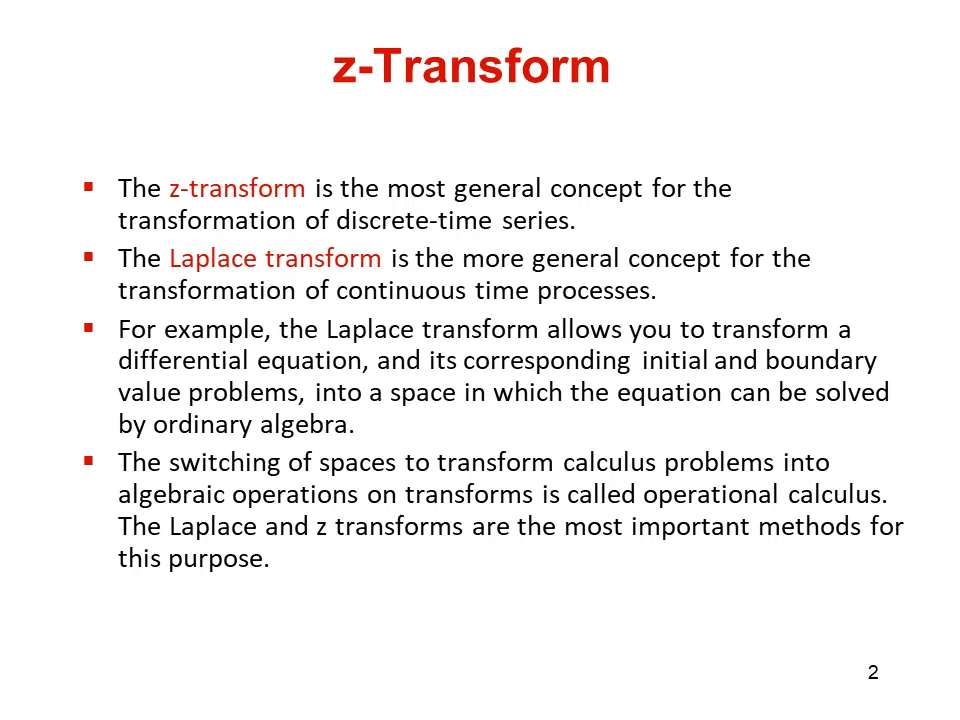 z-Transform
▪ The z-transform is the most general concept for the
transformation of discrete-time series.
▪ The Laplace transform is the more general concept for the
transformation of continuous time processes.
▪ For example, the Laplace transform allows you to transform a
differential equation, and its corresponding initial and boundary
value problems, into a space in which the equation can be solved
by ordinary algebra.
▪ The switching of spaces to transform calculus problems into
algebraic operations on transforms is called operational calculus.
The Laplace and z transforms are the most important methods for
this purpose.
2